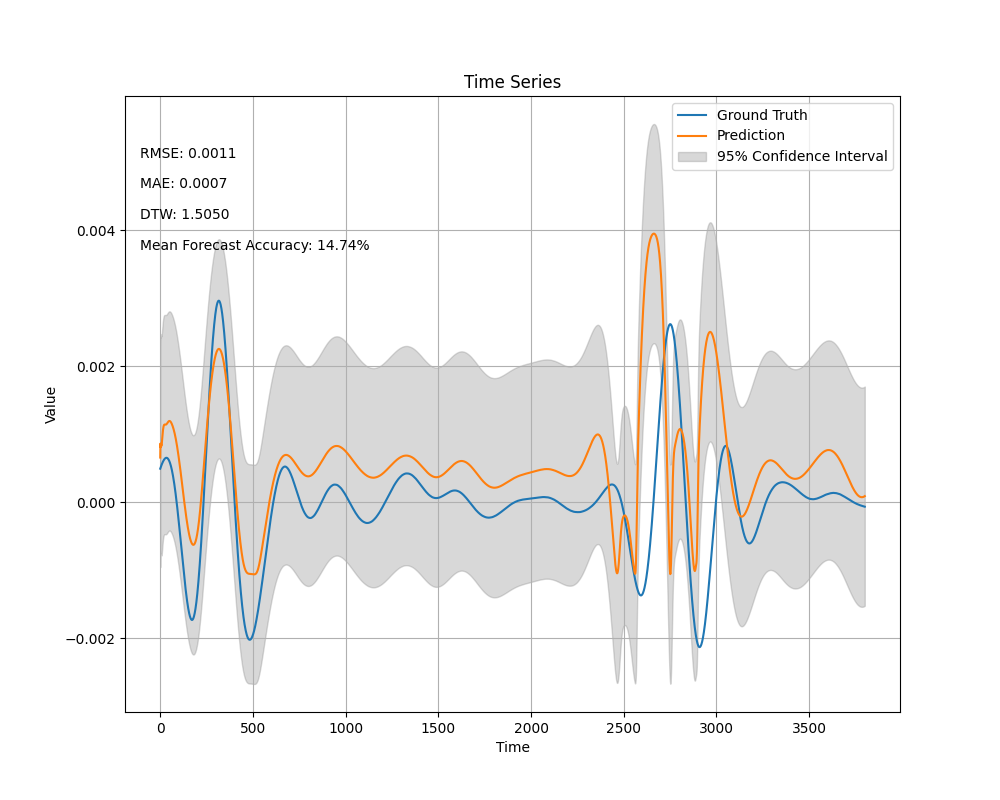 Time Series
Ground Truth
Prediction
95% Confidence Interval
RMSE: 0.0011
MAE: 0.0007
DTW: 1.5050
Mean Forecast Accuracy: 14.74%
0.004
0.002
0.000
−0.002
Value
0 500 1000 1500 2000 2500 3000 3500
Time